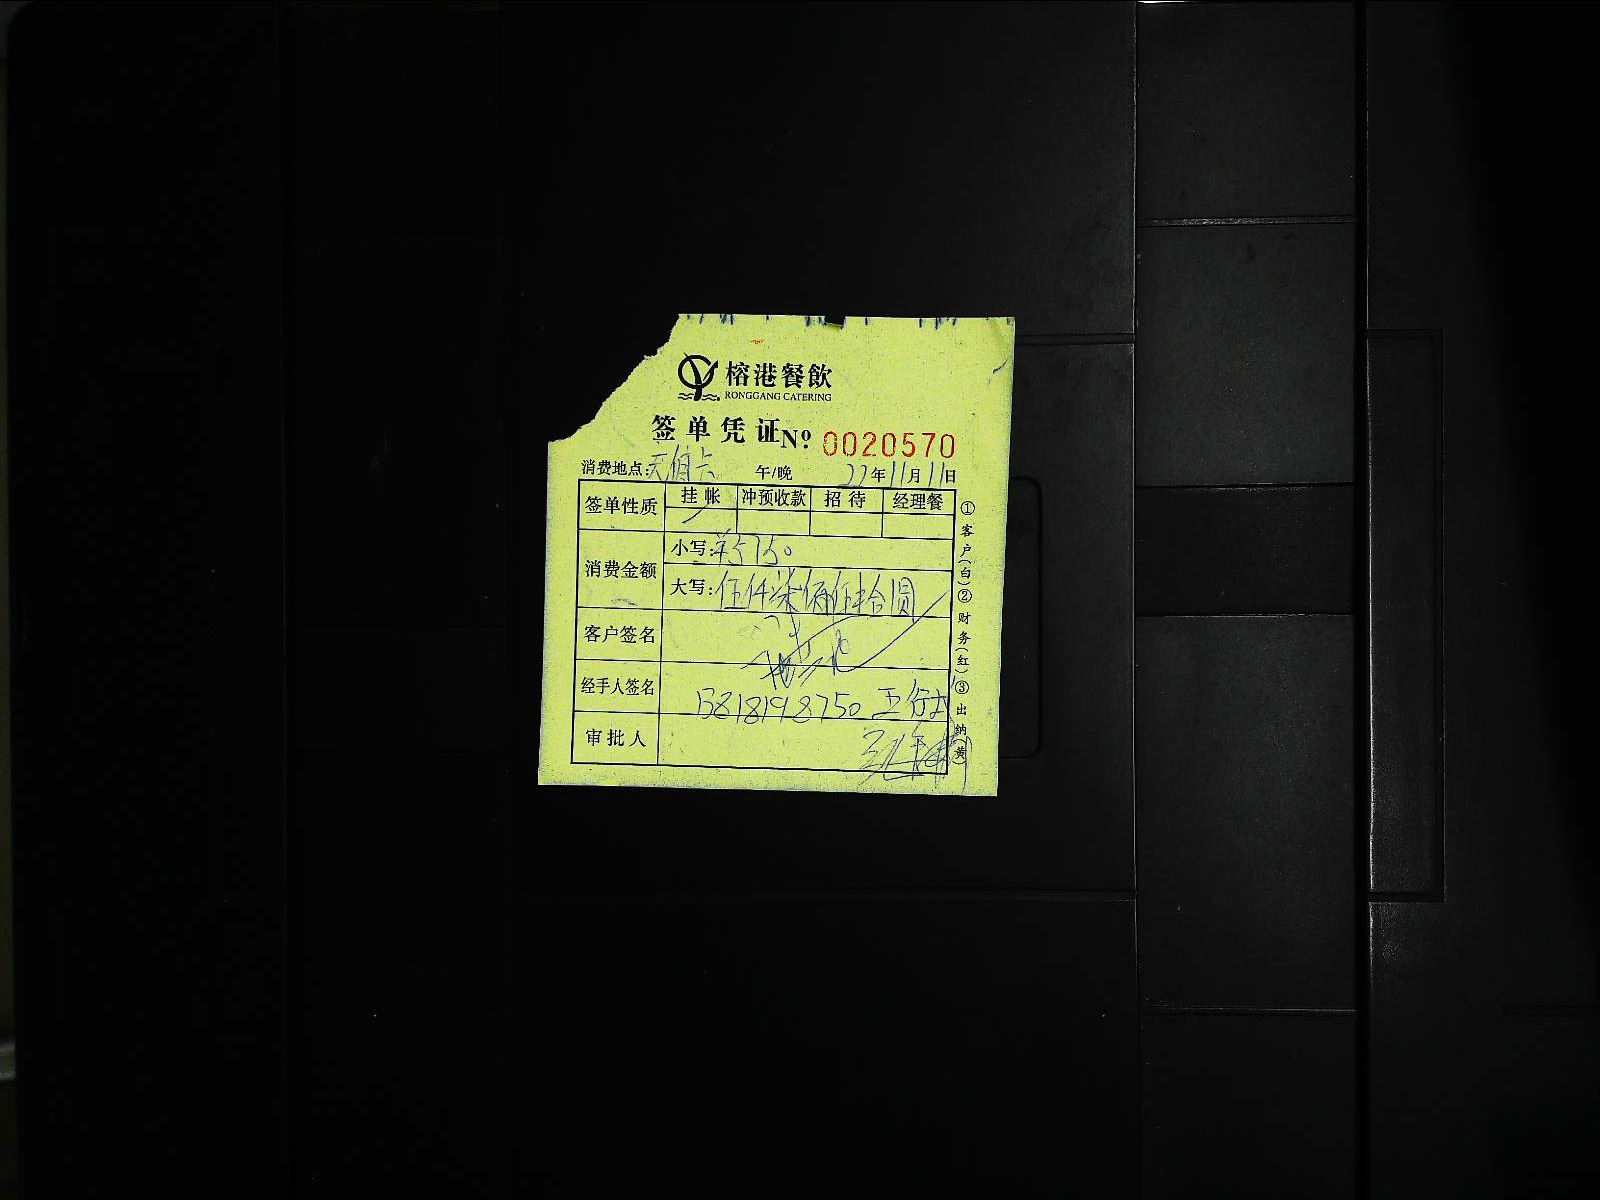 榕港餐飲
RONGGANG CATERING
签单凭证 Nº 0020570
消费地点: 午/晚 22年11月11日
签单性质 挂帐 冲预收款 招待 经理餐
消费金额 小写:¥5750
大写:伍仟柒佰伍拾圆
客户签名
经手人签名 15218198750
审批人
①客户(白)②财务(红)③出纳黄